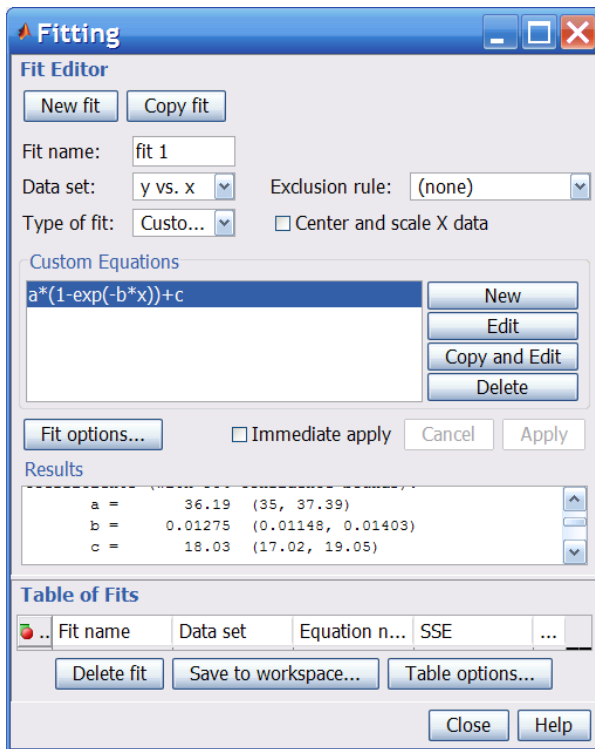 Fitting
Fit Editor
New fit Copy fit
Fit name: fit 1
Data set: y vs. x Exclusion rule: (none)
Type of fit: Custo... Center and scale X data
Custom Equations
a*(1-exp(-b*x))+c
New
Edit
Copy and Edit
Delete
Fit options... Immediate apply Cancel Apply
Results
a = 36.19 (35, 37.39)
b = 0.01275 (0.01148, 0.01403)
c = 18.03 (17.02, 19.05)
Table of Fits
.. Fit name Data set Equation n... SSE ...
Delete fit Save to workspace... Table options...
Close Help